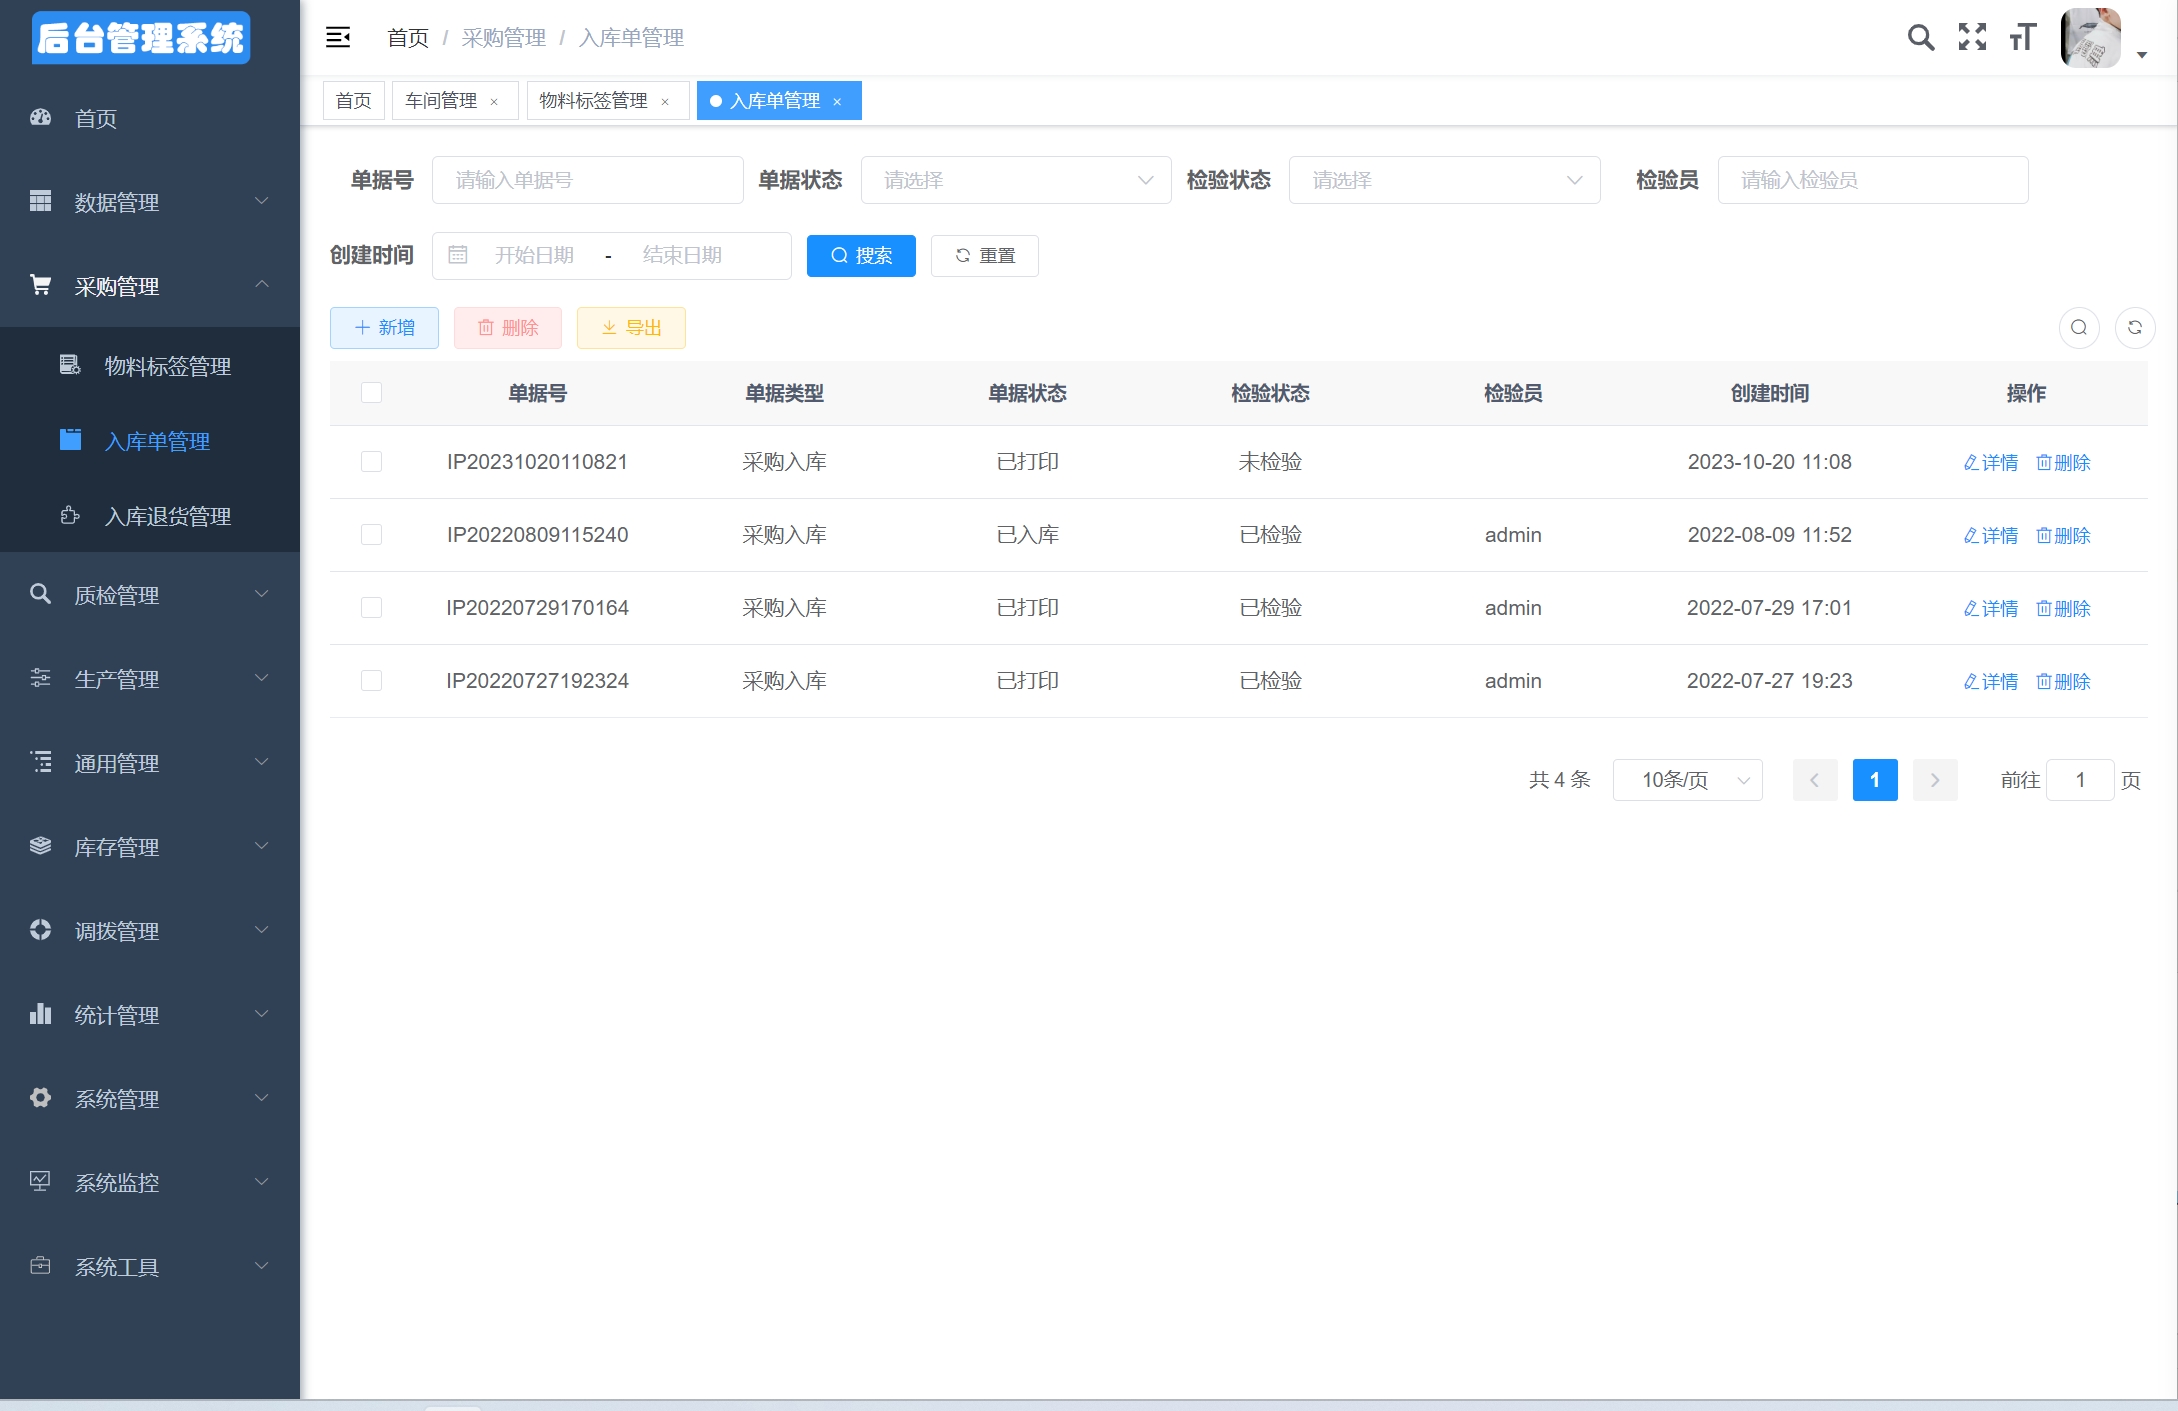 后台管理系统
首页
数据管理
采购管理
物料标签管理
入库单管理
入库退货管理
质检管理
生产管理
通用管理
库存管理
调拨管理
统计管理
系统管理
系统监控
系统工具
首页 / 采购管理 / 入库单管理
首页 车间管理 × 物料标签管理 × 入库单管理 ×
单据号 请输入单据号 单据状态 请选择 检验状态 请选择 检验员 请输入检验员
创建时间 开始日期 - 结束日期 搜索 重置
新增 删除 导出
单据号 单据类型 单据状态 检验状态 检验员 创建时间 操作
IP20231020110821 采购入库 已打印 未检验 2023-10-20 11:08 详情 删除
IP20220809115240 采购入库 已入库 已检验 admin 2022-08-09 11:52 详情 删除
IP20220729170164 采购入库 已打印 已检验 admin 2022-07-29 17:01 详情 删除
IP20220727192324 采购入库 已打印 已检验 admin 2022-07-27 19:23 详情 删除
共 4 条 10条/页 1 前往 1 页